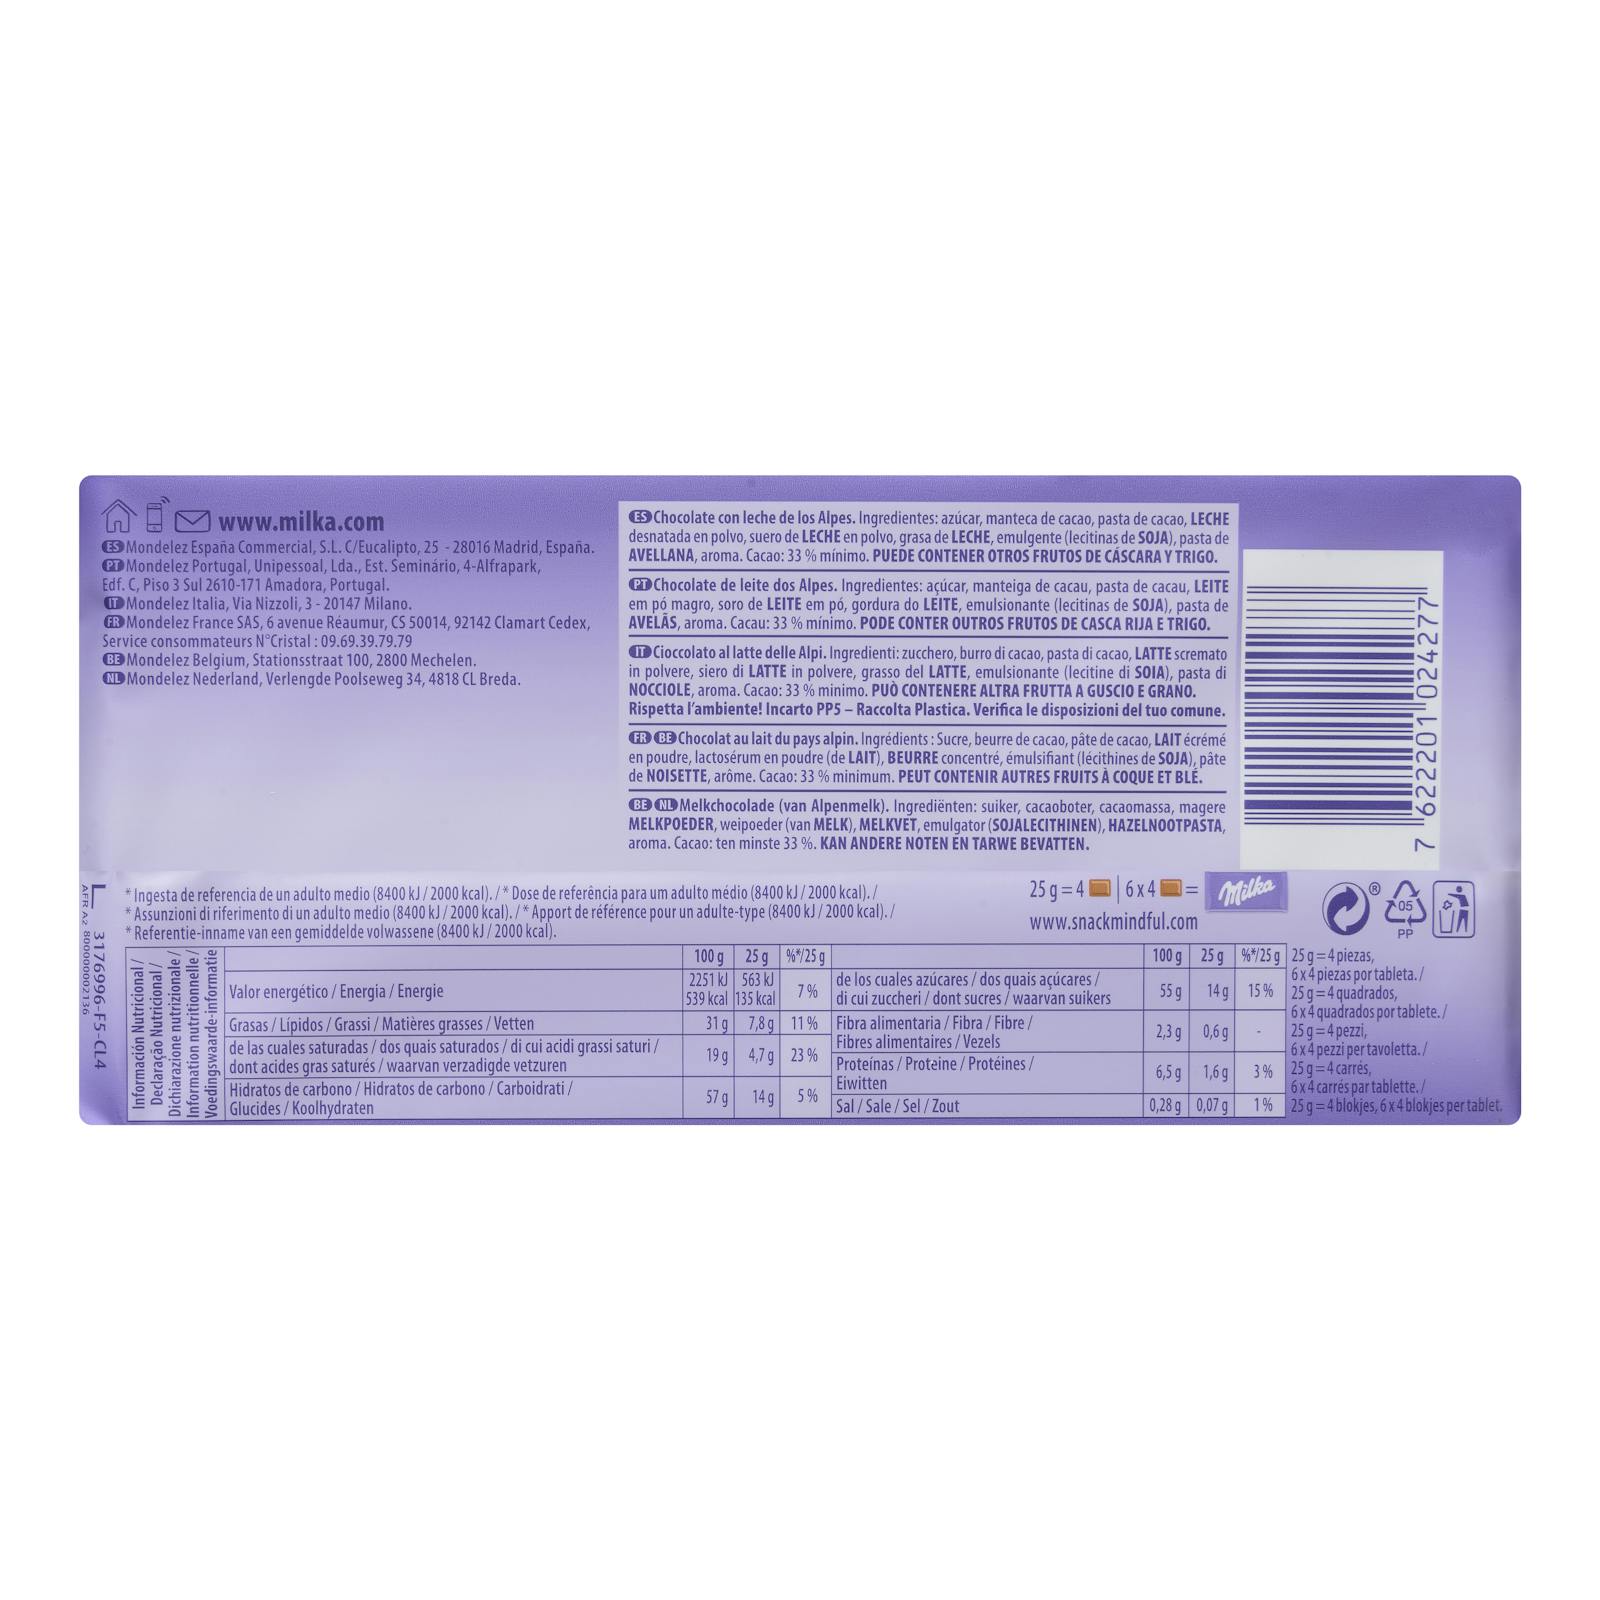 www.milka.com
ES Mondelez España Commercial, S.L. C/Eucalipto, 25 - 28016 Madrid, España.
PT Mondelez Portugal, Unipessoal, Lda., Est. Seminário, 4-Alfrapark,
Edf. C, Piso 3 Sul 2610-171 Amadora, Portugal.
IT Mondelez Italia, Via Nizzoli, 3 - 20147 Milano.
FR Mondelez France SAS, 6 avenue Réaumur, CS 50014, 92142 Clamart Cedex,
Service consommateurs N°Cristal : 09.69.39.79.79
BE Mondelez Belgium, Stationsstraat 100, 2800 Mechelen.
NL Mondelez Nederland, Verlengde Poolseweg 34, 4818 CL Breda.
ES Chocolate con leche de los Alpes. Ingredientes: azúcar, manteca de cacao, pasta de cacao, LECHE
desnatada en polvo, suero de LECHE en polvo, grasa de LECHE, emulgente (lecitinas de SOJA), pasta de
AVELLANA, aroma. Cacao: 33 % mínimo. PUEDE CONTENER OTROS FRUTOS DE CÁSCARA Y TRIGO.
PT Chocolate de leite dos Alpes. Ingredientes: açúcar, manteiga de cacau, pasta de cacau, LEITE
em pó magro, soro de LEITE em pó, gordura do LEITE, emulsionante (lecitinas de SOJA), pasta de
AVELÃS, aroma. Cacau: 33 % mínimo. PODE CONTER OUTROS FRUTOS DE CASCA RIJA E TRIGO.
IT Cioccolato al latte delle Alpi. Ingredienti: zucchero, burro di cacao, pasta di cacao, LATTE scremato
in polvere, siero di LATTE in polvere, grasso del LATTE, emulsionante (lecitine di SOIA), pasta di
NOCCIOLE, aroma. Cacao: 33 % minimo. PUÒ CONTENERE ALTRA FRUTTA A GUSCIO E GRANO.
Rispetta l'ambiente! Incarto PP5 – Raccolta Plastica. Verifica le disposizioni del tuo comune.
FR BE Chocolat au lait du pays alpin. Ingrédients : Sucre, beurre de cacao, pâte de cacao, LAIT écrémé
en poudre, lactosérum en poudre (de LAIT), BEURRE concentré, émulsifiant (lécithines de SOJA), pâte
de NOISETTE, arôme. Cacao: 33 % minimum. PEUT CONTENIR AUTRES FRUITS À COQUE ET BLÉ.
BE NL Melkchocolade (van Alpenmelk). Ingrediënten: suiker, cacaoboter, cacaomassa, magere
MELKPOEDER, weipoeder (van MELK), MELKVET, emulgator (SOJALECITHINEN), HAZELNOOTPASTA,
aroma. Cacao: ten minste 33 %. KAN ANDERE NOTEN EN TARWE BEVATTEN.
7 622201 024277
* Ingesta de referencia de un adulto medio (8400 kJ / 2000 kcal). / * Dose de referência para um adulto médio (8400 kJ / 2000 kcal). /
* Assunzioni di riferimento di un adulto medio (8400 kJ / 2000 kcal). / * Apport de référence pour un adulte-type (8400 kJ / 2000 kcal). /
* Referentie-inname van een gemiddelde volwassene (8400 kJ / 2000 kcal).
25 g = 4 | 6 x 4 = Milka
www.snackmindful.com
®
05
PP
L 3176996-F5-CL4
AFR A2 80000002136
Información Nutricional /
Declaração Nutricional /
Dichiarazione nutrizionale /
Information nutritionnelle /
Voedingswaarde-informatie
100 g 25 g %*/25 g
Valor energético / Energia / Energie 2251 kJ 539 kcal 563 kJ 135 kcal 7 %
Grasas / Lípidos / Grassi / Matières grasses / Vetten 31 g 7,8 g 11 %
de las cuales saturadas / dos quais saturados / di cui acidi grassi saturi /
dont acides gras saturés / waarvan verzadigde vetzuren 19 g 4,7 g 23 %
Hidratos de carbono / Hidratos de carbono / Carboidrati /
Glucides / Koolhydraten 57 g 14 g 5 %
100 g 25 g %*/25 g
de los cuales azúcares / dos quais açúcares /
di cui zuccheri / dont sucres / waarvan suikers 55 g 14 g 15 %
Fibra alimentaria / Fibra / Fibre /
Fibres alimentaires / Vezels 2,3 g 0,6 g -
Proteínas / Proteine / Protéines /
Eiwitten 6,5 g 1,6 g 3 %
Sal / Sale / Sel / Zout 0,28 g 0,07 g 1 %
25 g = 4 piezas,
6 x 4 piezas por tableta. /
25 g = 4 quadrados,
6 x 4 quadrados por tablete. /
25 g = 4 pezzi,
6 x 4 pezzi per tavoletta. /
25 g = 4 carrés,
6 x 4 carrés par tablette. /
25 g = 4 blokjes, 6 x 4 blokjes per tablet.